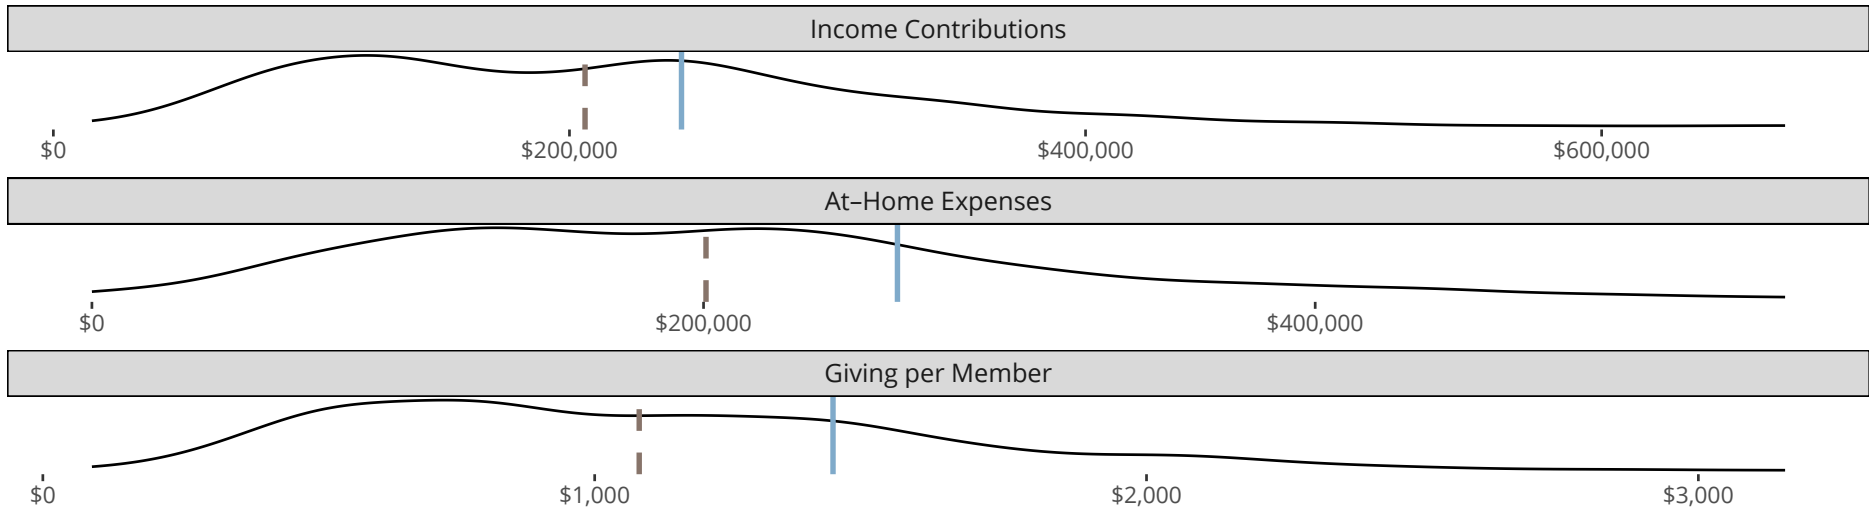 Income Contributions
$0 $200,000 $400,000 $600,000
At–Home Expenses
$0 $200,000 $400,000
Giving per Member
$0 $1,000 $2,000 $3,000